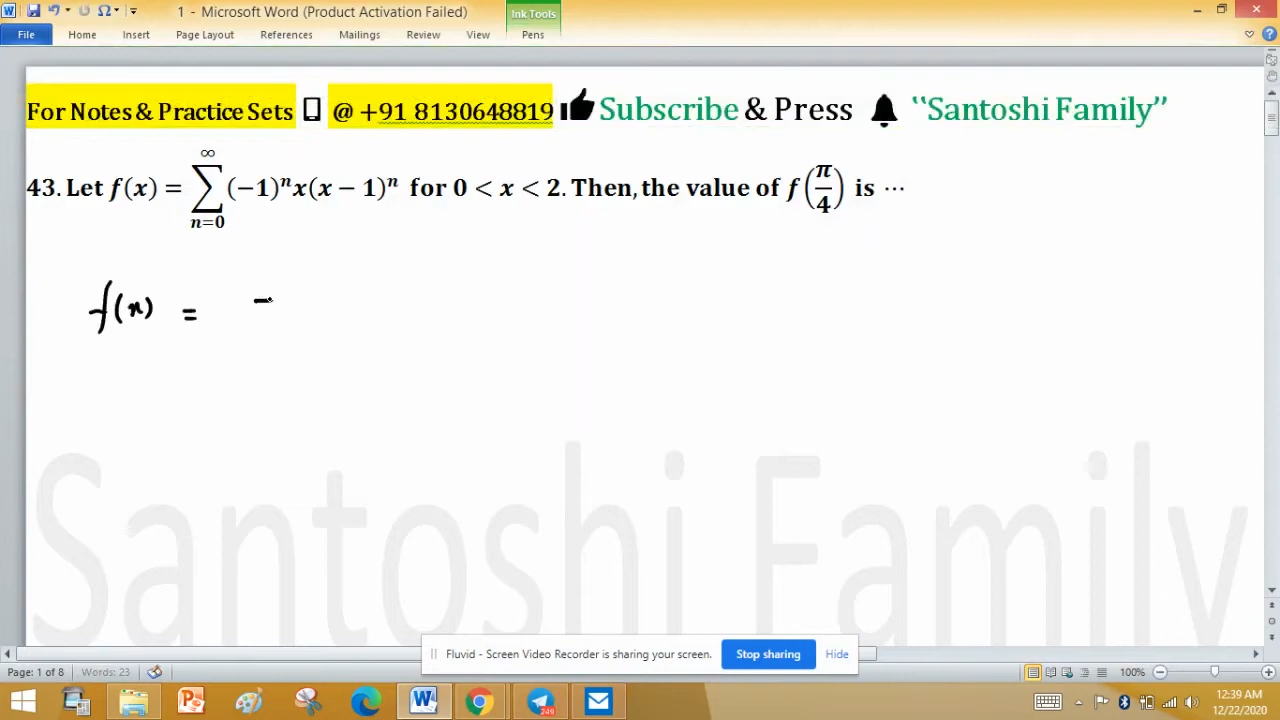 1 - Microsoft Word (Product Activation Failed)
Ink Tools
File Home Insert Page Layout References Mailings Review View Pens
For Notes & Practice Sets @ +91 8130648819 Subscribe & Press “Santoshi Family”
43. Let f(x) = ∑_{n=0}^{∞} (−1)ⁿx(x − 1)ⁿ for 0 < x < 2. Then, the value of f(π/4) is ⋯
f(x) =
Santoshi Family
Fluvid - Screen Video Recorder is sharing your screen. Stop sharing Hide
Page: 1 of 8 Words: 23 100%
249
12:39 AM
12/22/2020